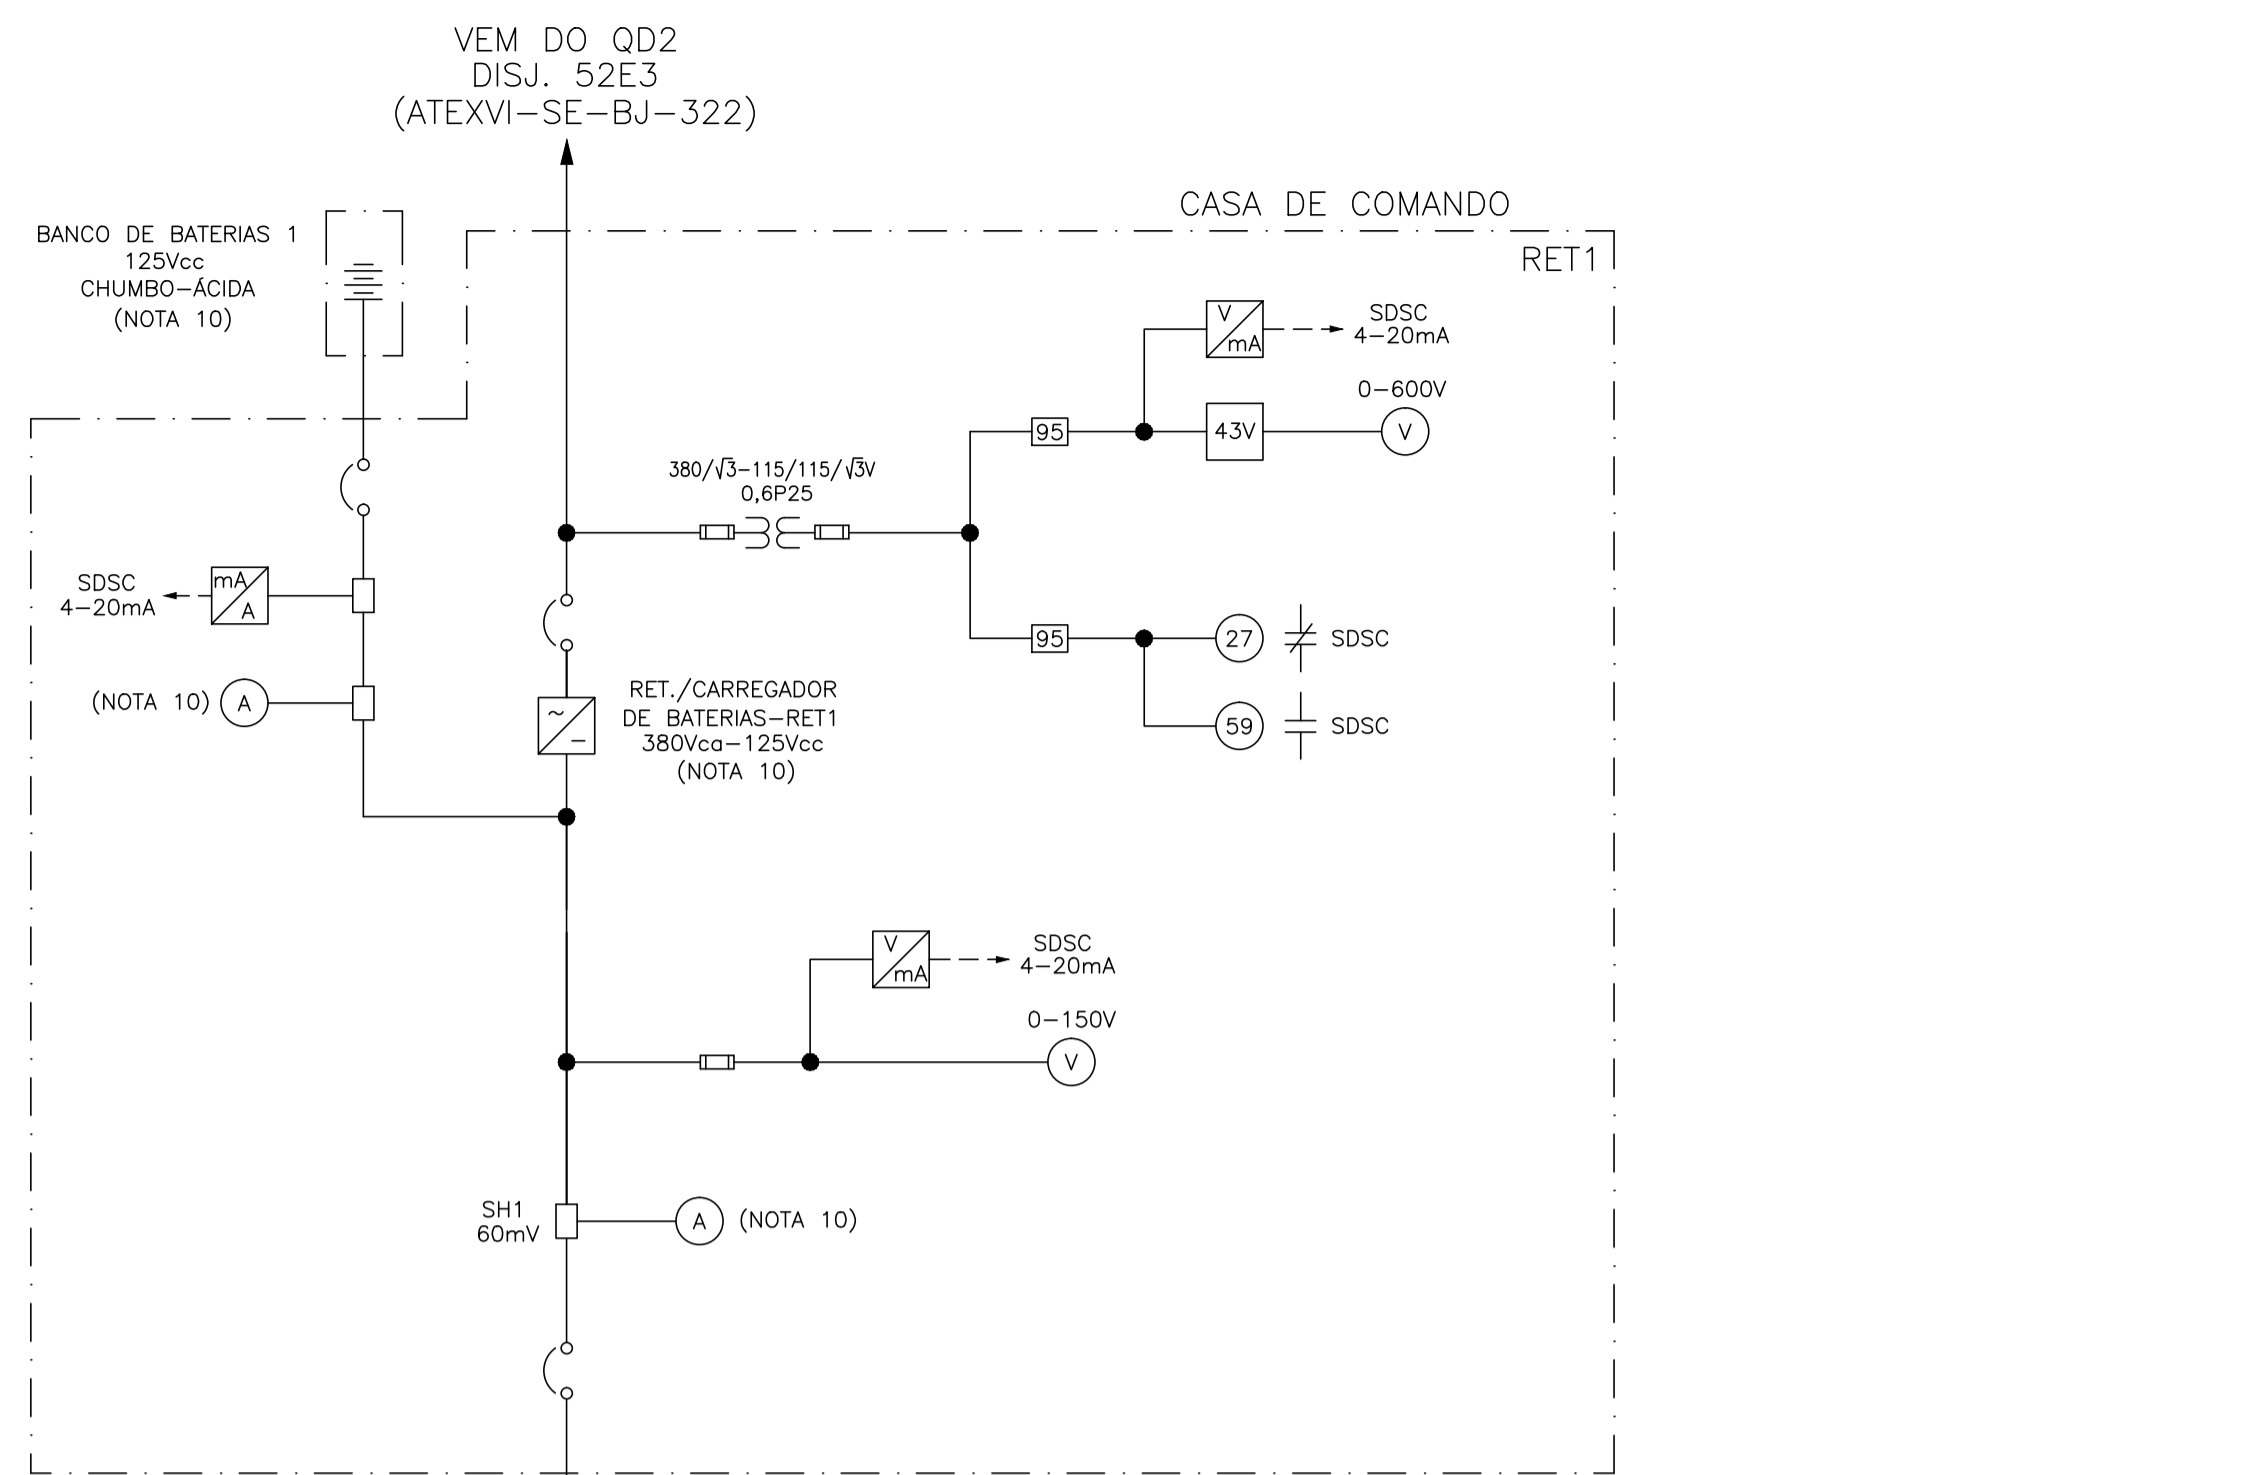 VEM DO QD2
DISJ. 52E3
(ATEXVI-SE-BJ-322)
CASA DE COMANDO
RET1
BANCO DE BATERIAS 1
125Vcc
CHUMBO-ÁCIDA
(NOTA 10)
V
mA
SDSC
4-20mA
0-600V
95
43V
V
380/√3-115/115/√3V
0,6P25
SDSC
4-20mA
mA
A
95
27
SDSC
(NOTA 10)
A
~
−
RET./CARREGADOR
DE BATERIAS-RET1
380Vca-125Vcc
(NOTA 10)
59
SDSC
V
mA
SDSC
4-20mA
0-150V
V
SH1
60mV
A
(NOTA 10)